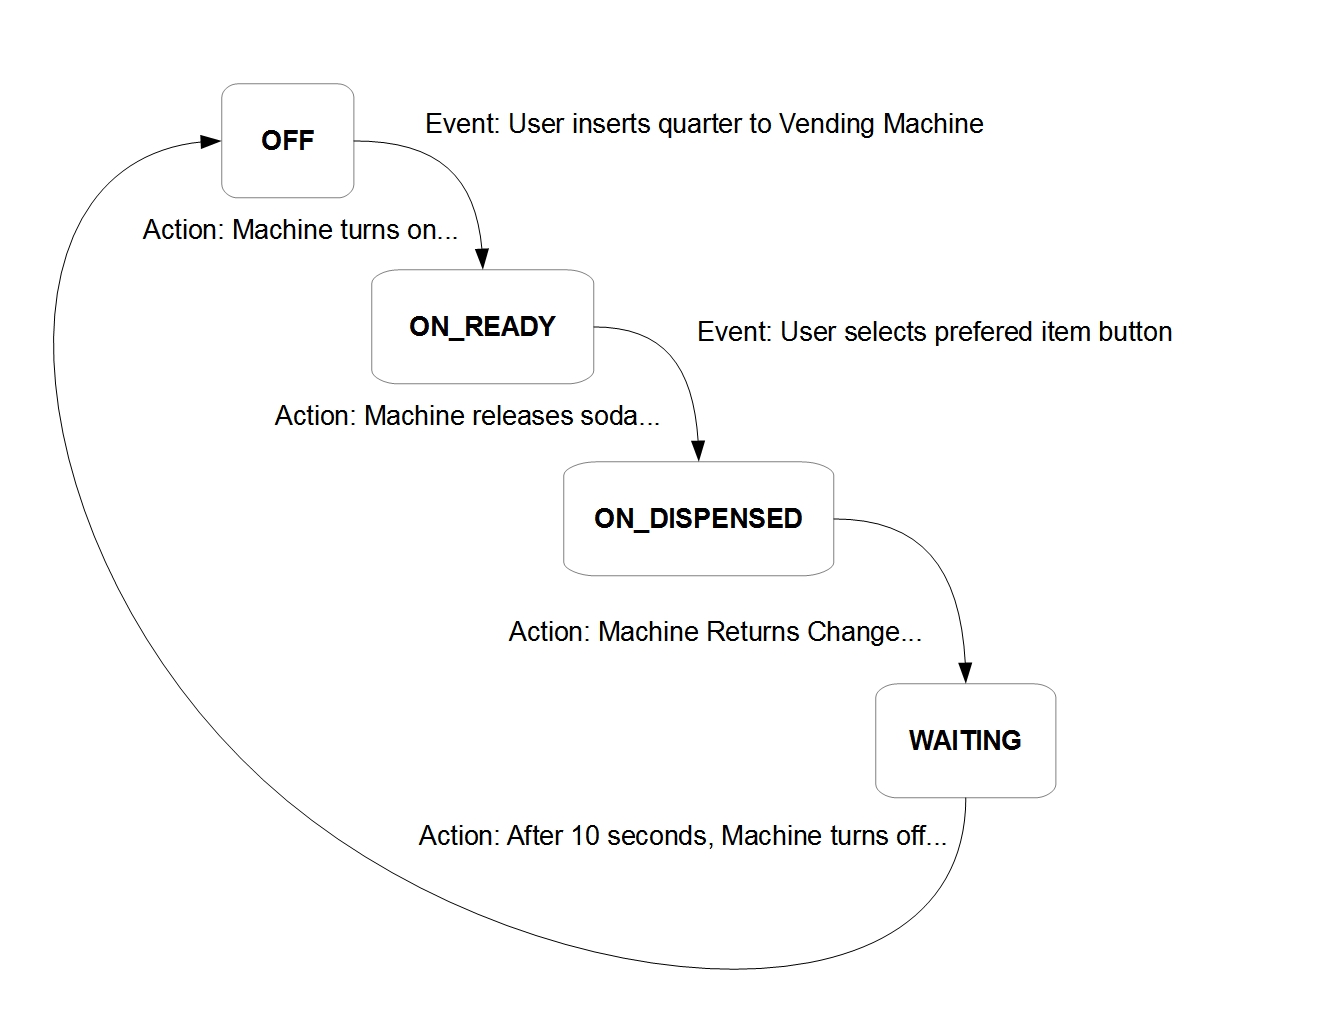 OFF
Event: User inserts quarter to Vending Machine
Action: Machine turns on...
ON_READY
Event: User selects prefered item button
Action: Machine releases soda...
ON_DISPENSED
Action: Machine Returns Change...
WAITING
Action: After 10 seconds, Machine turns off...